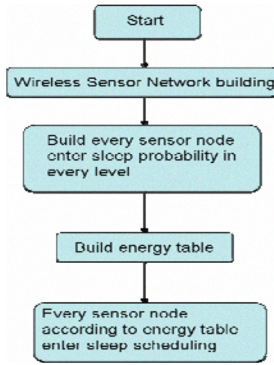 Start
Wireless Sensor Network building
Build every sensor node
enter sleep probability in
every level
Build energy table
Every sensor node
according to energy table
enter sleep scheduling